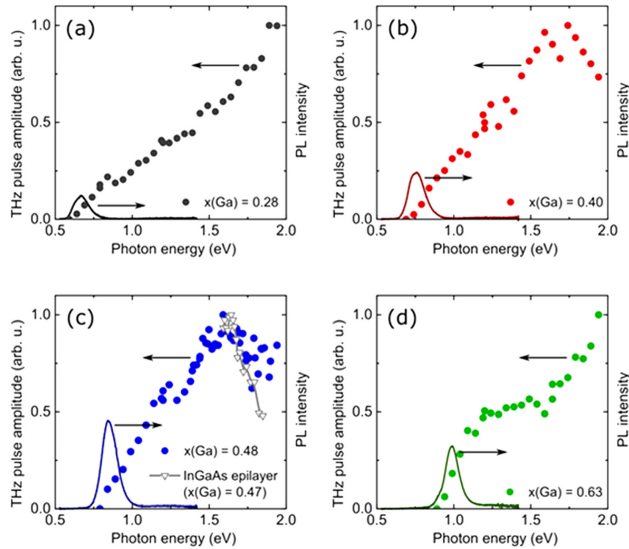 (a)
THz pulse amplitude (arb. u.)
1.0
0.5
0.0
x(Ga) = 0.28
PL intensity
0.5 1.0 1.5 2.0
Photon energy (eV)
(b)
THz pulse amplitude (arb. u.)
1.0
0.5
0.0
x(Ga) = 0.40
PL intensity
0.5 1.0 1.5 2.0
Photon energy (eV)
(c)
THz pulse amplitude (arb. u.)
1.0
0.5
0.0
x(Ga) = 0.48
InGaAs epilayer
(x(Ga) = 0.47)
PL intensity
0.5 1.0 1.5 2.0
Photon energy (eV)
(d)
THz pulse amplitude (arb. u.)
1.0
0.5
0.0
x(Ga) = 0.63
PL intensity
0.5 1.0 1.5 2.0
Photon energy (eV)